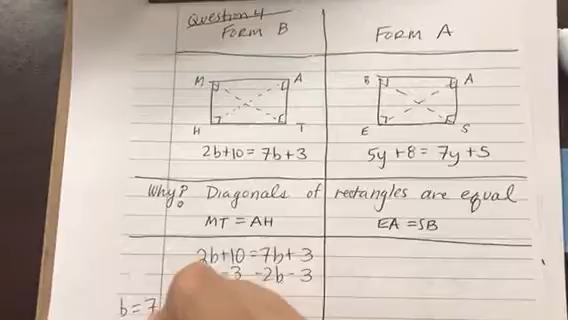 Question 4
FORM B
FORM A
M A
H T
B A
E S
2b+10=7b+3
5y+8=7y+5
Why? Diagonals of rectangles are equal
MT=AH
EA=SB
2b+10=7b+3
-3 -2b-3
b=7